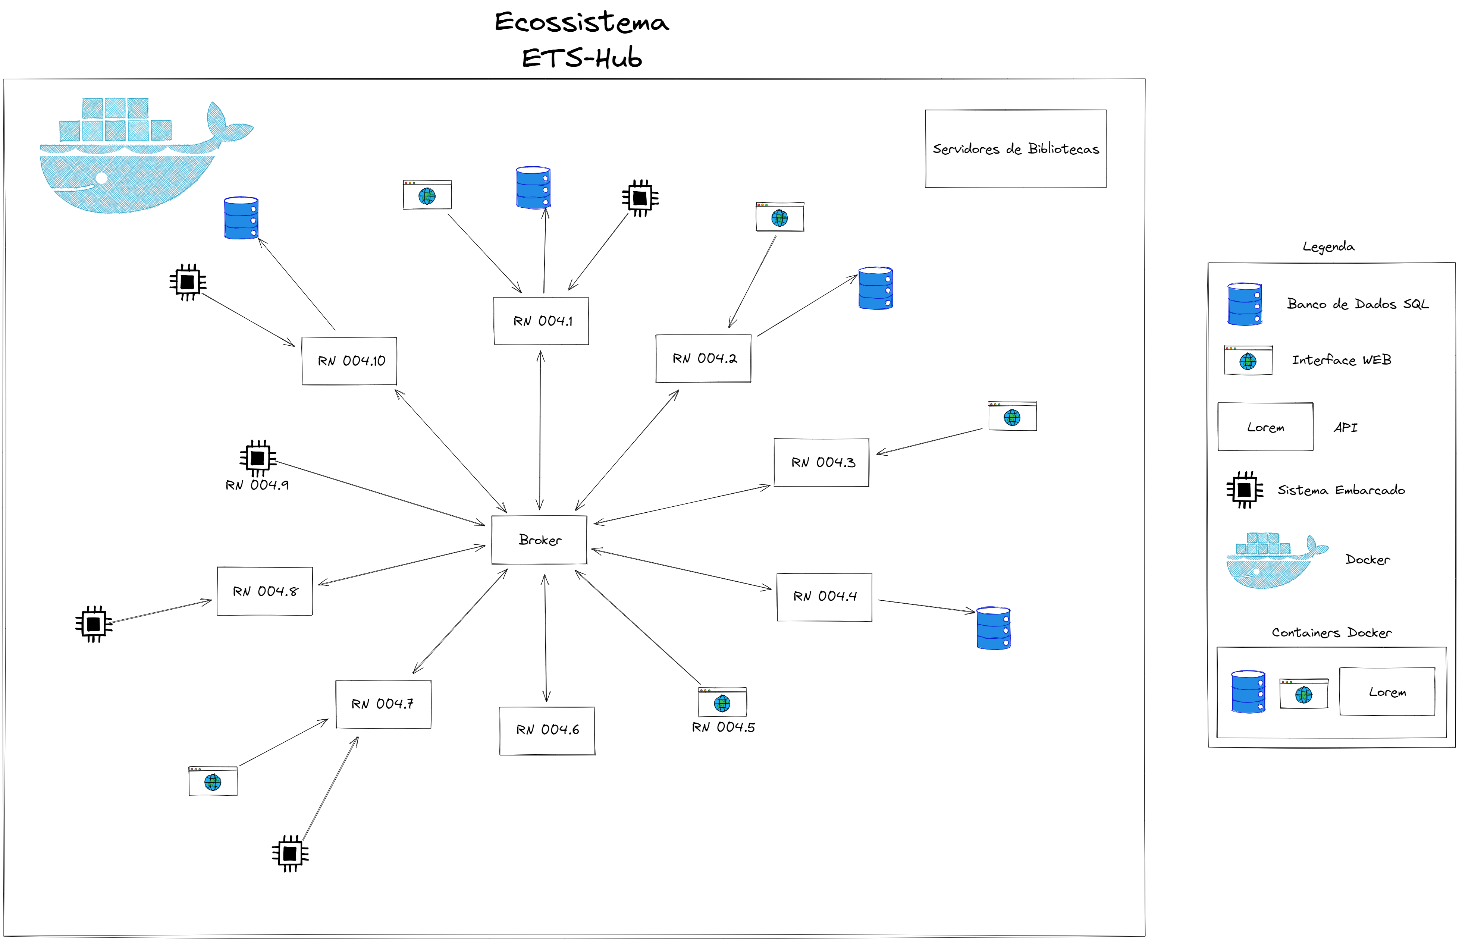 Ecossistema
ETS-Hub
Servidores de Bibliotecas
RN 004.1
RN 004.2
RN 004.10
RN 004.3
RN 004.9
Broker
RN 004.8
RN 004.4
RN 004.7
RN 004.6
RN 004.5
Legenda
Banco de Dados SQL
Interface WEB
Lorem
API
Sistema Embarcado
Docker
Containers Docker
Lorem